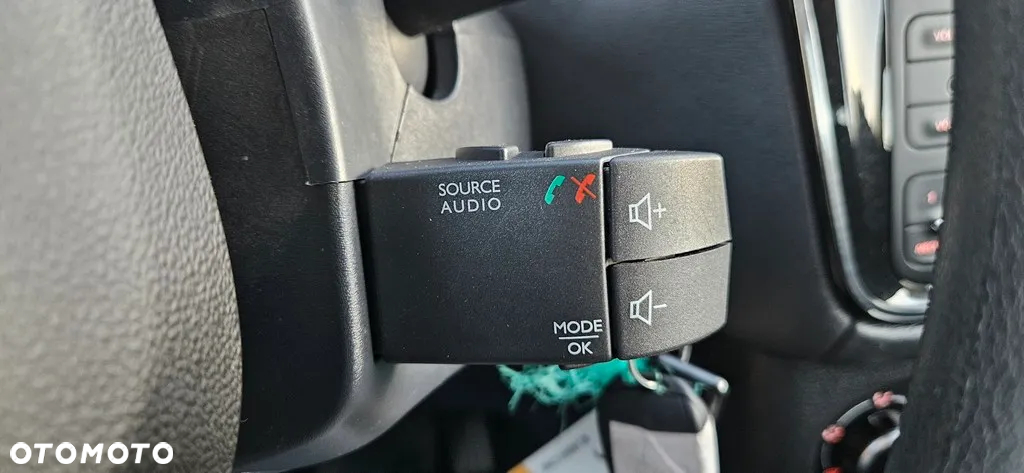 SOURCE
AUDIO
+
-
MODE
OK
OTOMOTO